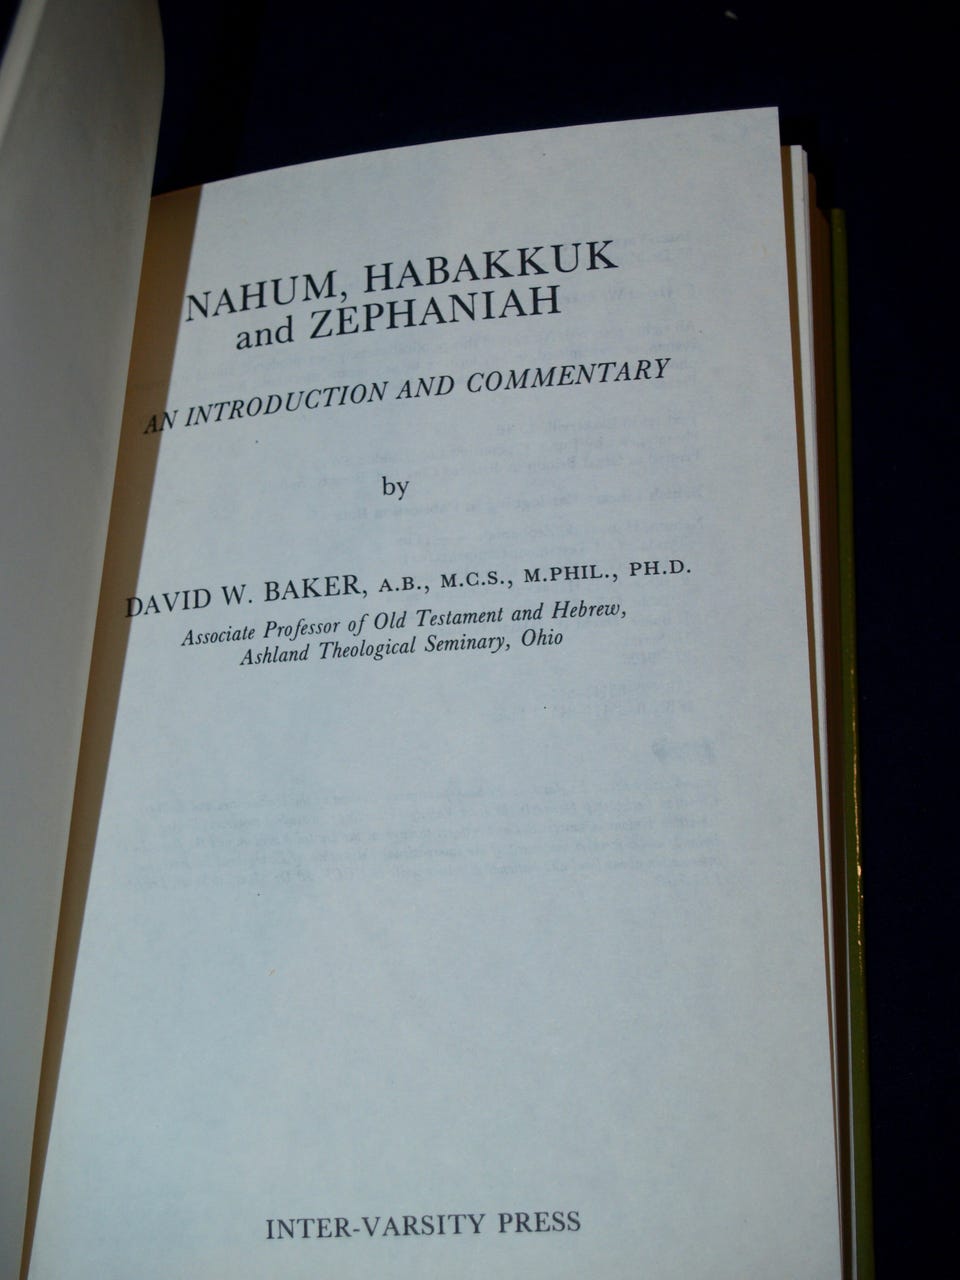 NAHUM, HABAKKUK
and ZEPHANIAH
AN INTRODUCTION AND COMMENTARY
by
DAVID W. BAKER, A.B., M.C.S., M.PHIL., PH.D.
Associate Professor of Old Testament and Hebrew,
Ashland Theological Seminary, Ohio
INTER-VARSITY PRESS